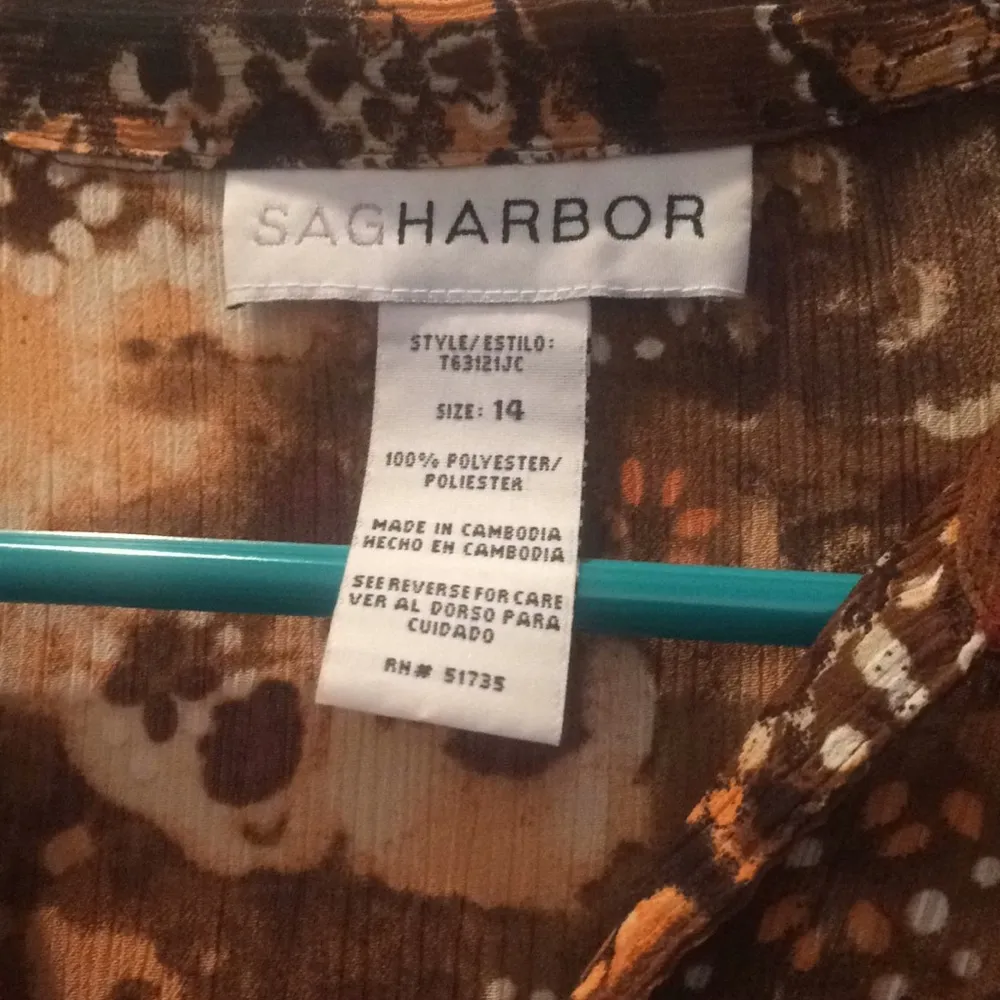 SAGHARBOR
STYLE/ESTILO:
T63121JC
SIZE: 14
100% POLYESTER/
POLIESTER
MADE IN CAMBODIA
HECHO EN CAMBODIA
SEE REVERSE FOR CARE
VER AL DORSO PARA
CUIDADO
RN# 51735